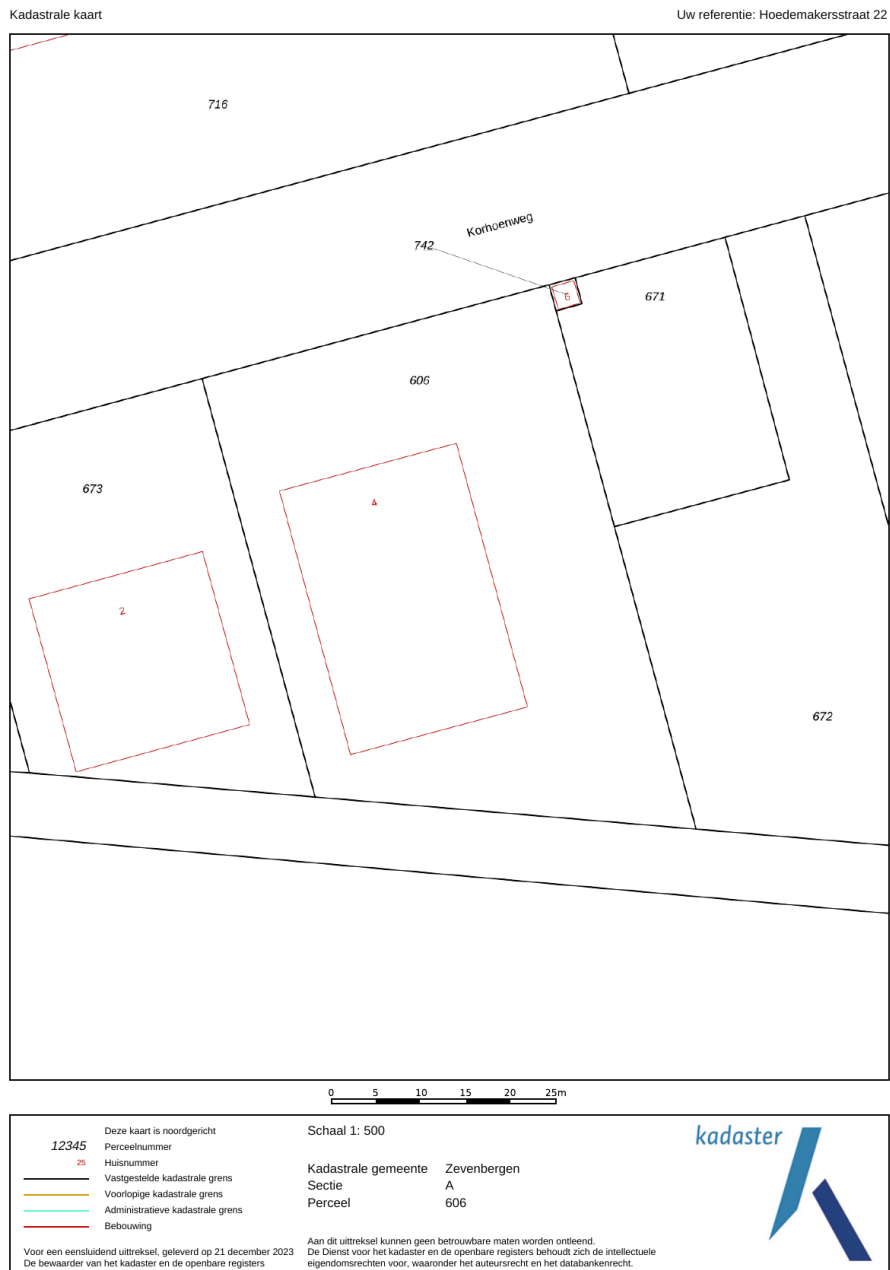 Kadastrale kaart
Uw referentie: Hoedemakersstraat 22
716
Korhoenweg
742
6
671
606
673
4
2
672
0 5 10 15 20 25m
Deze kaart is noordgericht
12345 Perceelnummer
25 Huisnummer
Vastgestelde kadastrale grens
Voorlopige kadastrale grens
Administratieve kadastrale grens
Bebouwing
Voor een eensluidend uittreksel, geleverd op 21 december 2023
De bewaarder van het kadaster en de openbare registers
Schaal 1: 500
Kadastrale gemeente Zevenbergen
Sectie A
Perceel 606
Aan dit uittreksel kunnen geen betrouwbare maten worden ontleend.
De Dienst voor het kadaster en de openbare registers behoudt zich de intellectuele
eigendomsrechten voor, waaronder het auteursrecht en het databankenrecht.
kadaster